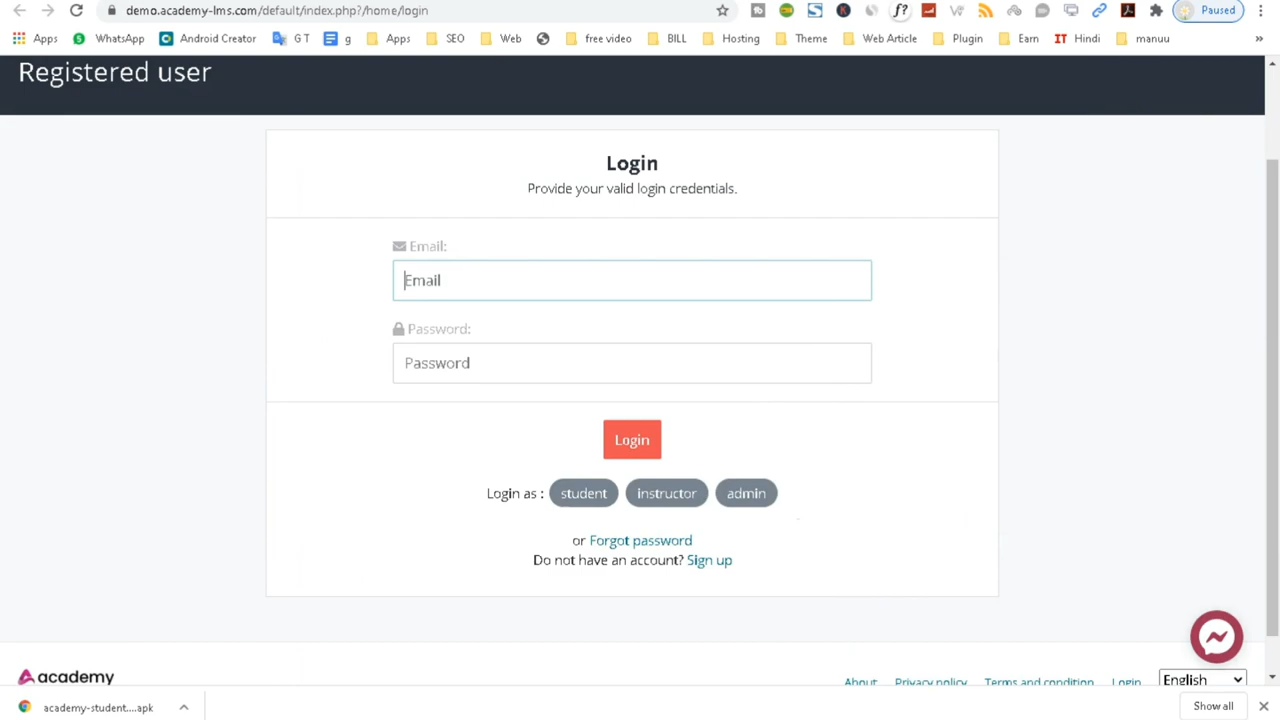 demo.academy-lms.com/default/index.php?/home/login
Paused
Apps WhatsApp Android Creator G T g Apps SEO Web free video BILL Hosting Theme Web Article Plugin Earn IT Hindi manuu »
Registered user
Login
Provide your valid login credentials.
Email:
Email
Password:
Password
Login
Login as : student instructor admin
or Forgot password
Do not have an account? Sign up
academy
About Privacy policy Terms and condition Login English
academy-student....apk
Show all